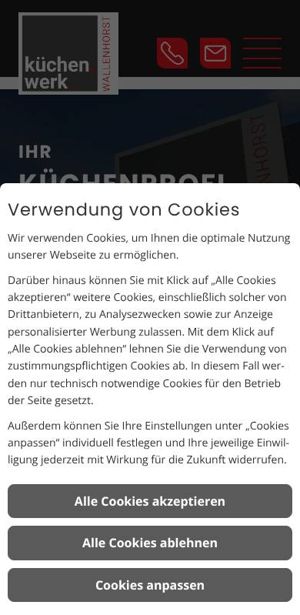 küchen
werk
WALLENHORST
IHR
KÜCHENPROFI
Verwendung von Cookies
Wir verwenden Cookies, um Ihnen die optimale Nutzung
unserer Webseite zu ermöglichen.
Darüber hinaus können Sie mit Klick auf „Alle Cookies
akzeptieren“ weitere Cookies, einschließlich solcher von
Drittanbietern, zu Analysezwecken sowie zur Anzeige
personalisierter Werbung zulassen. Mit dem Klick auf
„Alle Cookies ablehnen“ lehnen Sie die Verwendung von
zustimmungspflichtigen Cookies ab. In diesem Fall wer-
den nur technisch notwendige Cookies für den Betrieb
der Seite gesetzt.
Außerdem können Sie Ihre Einstellungen unter „Cookies
anpassen“ individuell festlegen und Ihre jeweilige Einwil-
ligung jederzeit mit Wirkung für die Zukunft widerrufen.
Alle Cookies akzeptieren
Alle Cookies ablehnen
Cookies anpassen